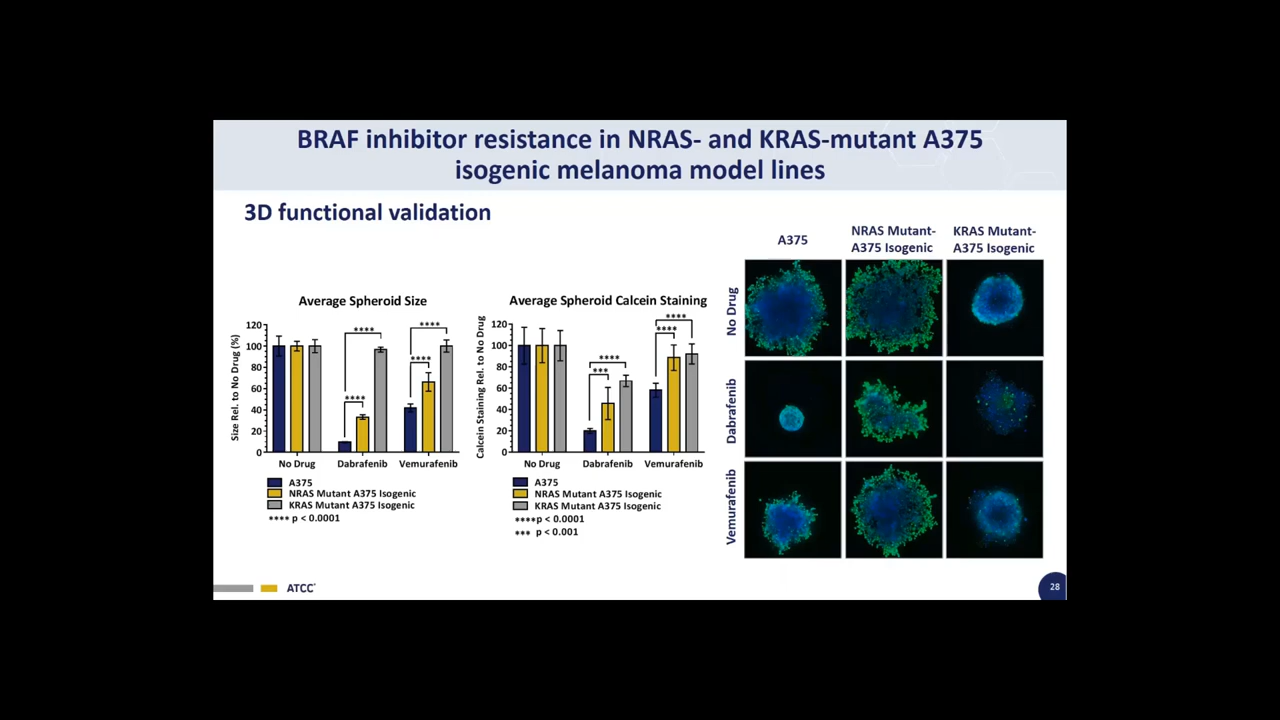 BRAF inhibitor resistance in NRAS- and KRAS-mutant A375
isogenic melanoma model lines
3D functional validation
Average Spheroid Size
Size Rel. to No Drug (%)
120
100
80
60
40
20
0
****
****
****
****
No Drug
Dabrafenib
Vemurafenib
A375
NRAS Mutant A375 Isogenic
KRAS Mutant A375 Isogenic
**** p < 0.0001
Average Spheroid Calcein Staining
Calcein Staining Rel. to No Drug
120
100
80
60
40
20
0
****
***
****
****
No Drug
Dabrafenib
Vemurafenib
A375
NRAS Mutant A375 Isogenic
KRAS Mutant A375 Isogenic
****p < 0.0001
*** p < 0.001
A375
NRAS Mutant-
A375 Isogenic
KRAS Mutant-
A375 Isogenic
No Drug
Dabrafenib
Vemurafenib
ATCC
28